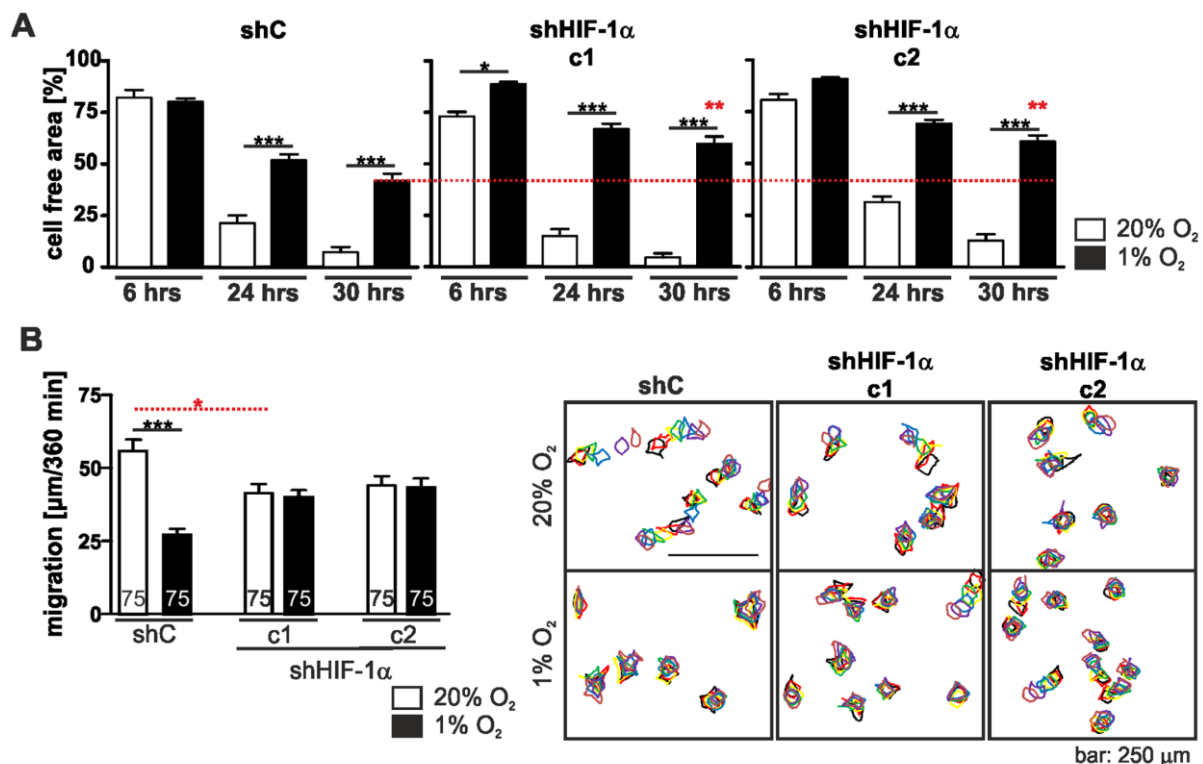 A
shC
shHIF-1α
c1
shHIF-1α
c2
cell free area [%]
100
75
50
25
0
***
***
*
***
**
***
***
**
***
6 hrs 24 hrs 30 hrs
6 hrs 24 hrs 30 hrs
6 hrs 24 hrs 30 hrs
20% O₂
1% O₂
B
migration [µm/360 min]
75
50
25
0
*
***
75 75 75 75 75 75
shC c1 c2
shHIF-1α
20% O₂
1% O₂
shC
shHIF-1α
c1
shHIF-1α
c2
20% O₂
1% O₂
bar: 250 µm